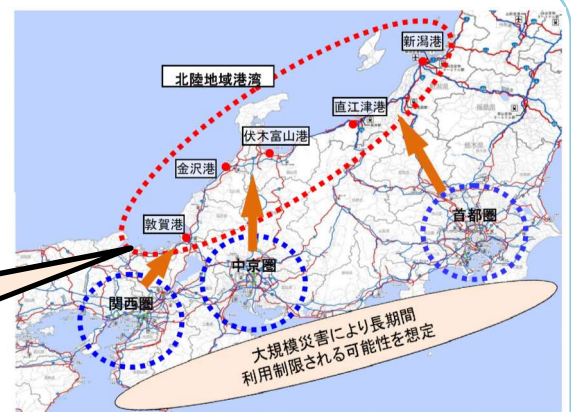 新潟港
北陸地域港湾
直江津港
伏木富山港
金沢港
敦賀港
首都圏
中京圏
関西圏
大規模災害により長期間
利用制限される可能性を想定